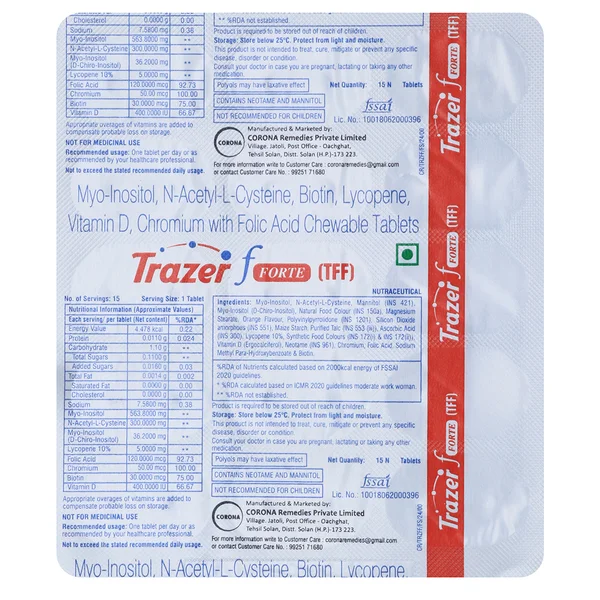 Cholesterol 0.0000 g 0.00
Sodium 7.5800 mg 0.38
Myo-Inositol 563.8000 mg **
N-Acetyl-L-Cysteine 300.0000 mg **
Myo-Inositol
(D-Chiro-Inositol) 36.2000 mg **
Lycopene 10% 5.0000 mg **
Folic Acid 120.0000 mcg 92.73
Chromium 50.00 mcg 100.00
Biotin 30.0000 mcg 75.00
Vitamin D 400.0000 IU 66.67
Appropriate overages of vitamins are added to
compensate probable loss on storage.
NOT FOR MEDICINAL USE
Recommended usage: One tablet per day or as
recommended by your healthcare professional.
Not to exceed the stated recommended daily usage.
** %RDA not established
Product is required to be stored out of reach of children.
Storage: Store below 25°C. Protect from light and moisture.
This product is not intended to treat, cure, mitigate or prevent any specific
disease, disorder or condition.
Consult your doctor in case you are pregnant, lactating or taking any other
medication.
Polyols may have laxative effect Net Quantity: 15 N Tablets
CONTAINS NEOTAME AND MANNITOL fssai
NOT RECOMMENDED FOR CHILDREN Lic. No.: 10018062000396
CORONA
Manufactured & Marketed by:
CORONA Remedies Private Limited
Village. Jatoli, Post Office - Oachghat,
Tehsil Solan, Distt. Solan (H.P.)-173 223.
For more information write to Customer Care : coronaremedies@gmail.com
or contact Customer Care No. : 99251 71680
CR/TRZFF/FS/24/00
Trazer f FORTE (TFF)
Myo-Inositol, N-Acetyl-L-Cysteine, Biotin, Lycopene,
Vitamin D, Chromium with Folic Acid Chewable Tablets
Trazer f FORTE (TFF)
NUTRACEUTICAL
No. of Servings: 15 Serving Size: 1 Tablet
Nutritional Information (Approximate Values)
Each serving/ per tablet (Net content) %RDA*
Energy Value 4.478 kcal 0.22
Protein 0.0110 g 0.024
Carbohydrate 1.10 g **
Total Sugars 0.1100 g **
Added Sugars 0.0160 g 0.03
Total Fat 0.0014 g 0.002
Saturated Fat 0.0000 g 0.00
Cholesterol 0.0000 g 0.00
Sodium 7.5800 mg 0.38
Myo-Inositol 563.8000 mg **
N-Acetyl-L-Cysteine 300.0000 mg **
Myo-Inositol
(D-Chiro-Inositol) 36.2000 mg **
Lycopene 10% 5.0000 mg **
Folic Acid 120.0000 mcg 92.73
Chromium 50.00 mcg 100.00
Biotin 30.0000 mcg 75.00
Vitamin D 400.0000 IU 66.67
Appropriate overages of vitamins are added to
compensate probable loss on storage.
NOT FOR MEDICINAL USE
Recommended usage: One tablet per day or as
recommended by your healthcare professional.
Not to exceed the stated recommended daily usage.
Ingredients: Myo-Inositol, N-Acetyl-L-Cysteine, Mannitol (INS 421),
Myo-Inositol (D-Chiro-Inositol), Natural Food Colour (INS 150a), Magnesium
Stearate, Orange Flavour, Polyvinylpyrrolidone (INS 1201), Silicon Dioxide
amorphous (INS 551), Maize Starch, Purified Talc (INS 553 (iii)), Ascorbic Acid
(INS 300), Lycopene 10%, Synthetic Food Colours (INS 172(i) & INS 172(ii)),
Vitamin D (Ergocalciferol), Neotame (INS 961), Chromium, Folic Acid, Sodium
Methyl Para-Hydroxybenzoate & Biotin.
%RDA of Nutrients calculated based on 2000kcal energy of FSSAI
2020 guidelines.
* %RDA calculated based on ICMR 2020 guidelines moderate work woman.
** %RDA not established.
Product is required to be stored out of reach of children.
Storage: Store below 25°C. Protect from light and moisture.
This product is not intended to treat, cure, mitigate or prevent any specific
disease, disorder or condition.
Consult your doctor in case you are pregnant, lactating or taking any other
medication.
Polyols may have laxative effect Net Quantity: 15 N Tablets
CONTAINS NEOTAME AND MANNITOL fssai
NOT RECOMMENDED FOR CHILDREN Lic. No.: 10018062000396
CORONA
Manufactured & Marketed by:
CORONA Remedies Private Limited
Village. Jatoli, Post Office - Oachghat,
Tehsil Solan, Distt. Solan (H.P.)-173 223.
For more information write to Customer Care : coronaremedies@gmail.com
or contact Customer Care No. : 99251 71680
Trazer f FORTE (TFF)
CR/TRZFF/FS/24/00
Trazer f FORTE (TFF)
Myo-Inositol, N-Acetyl-L-Cysteine, Biotin, Lycopene,